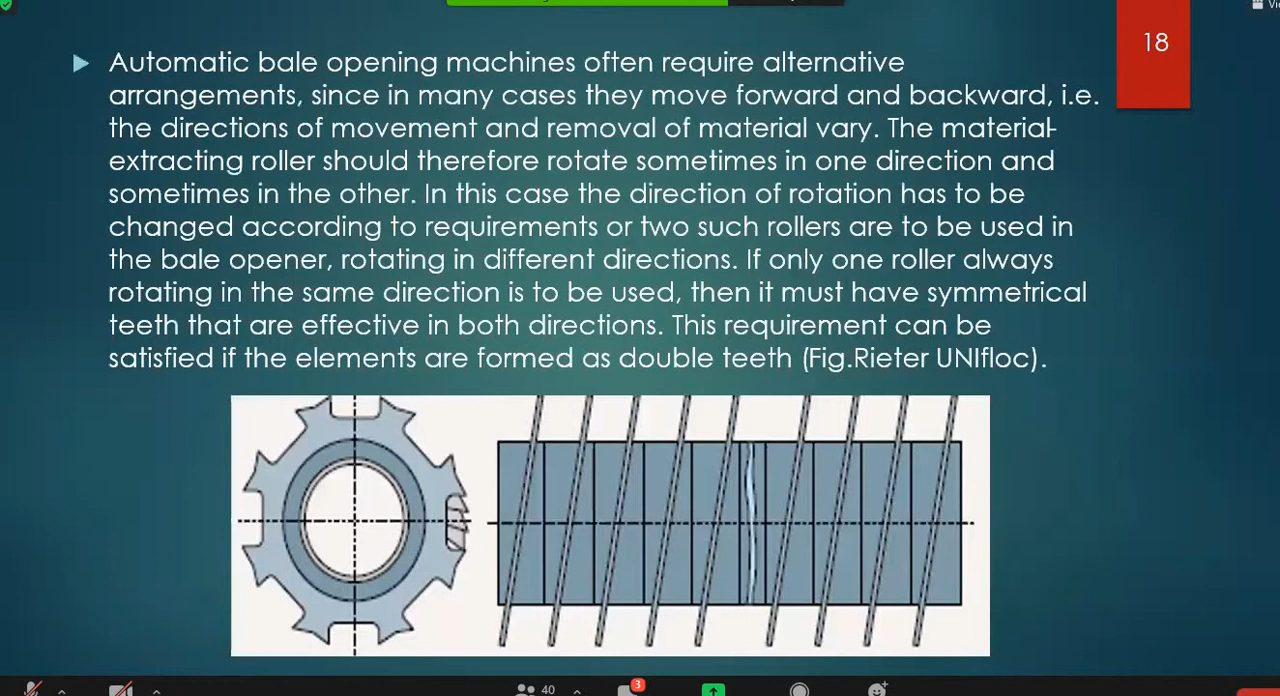 18
Automatic bale opening machines often require alternative
arrangements, since in many cases they move forward and backward, i.e.
the directions of movement and removal of material vary. The material-
extracting roller should therefore rotate sometimes in one direction and
sometimes in the other. In this case the direction of rotation has to be
changed according to requirements or two such rollers are to be used in
the bale opener, rotating in different directions. If only one roller always
rotating in the same direction is to be used, then it must have symmetrical
teeth that are effective in both directions. This requirement can be
satisfied if the elements are formed as double teeth (Fig.Rieter UNIfloc).
40
3